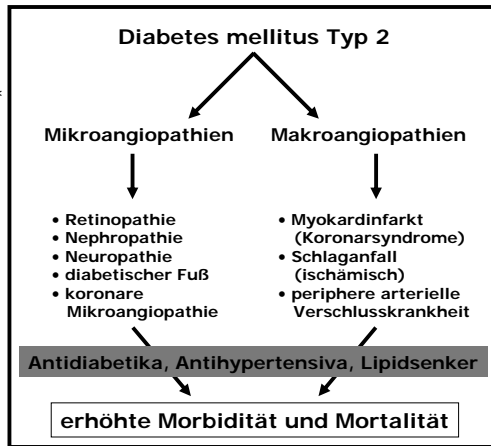 Diabetes mellitus Typ 2
Mikroangiopathien
Makroangiopathien
• Retinopathie
• Nephropathie
• Neuropathie
• diabetischer Fuß
• koronare
Mikroangiopathie
• Myokardinfarkt
(Koronarsyndrome)
• Schlaganfall
(ischämisch)
• periphere arterielle
Verschlusskrankheit
Antidiabetika, Antihypertensiva, Lipidsenker
erhöhte Morbidität und Mortalität